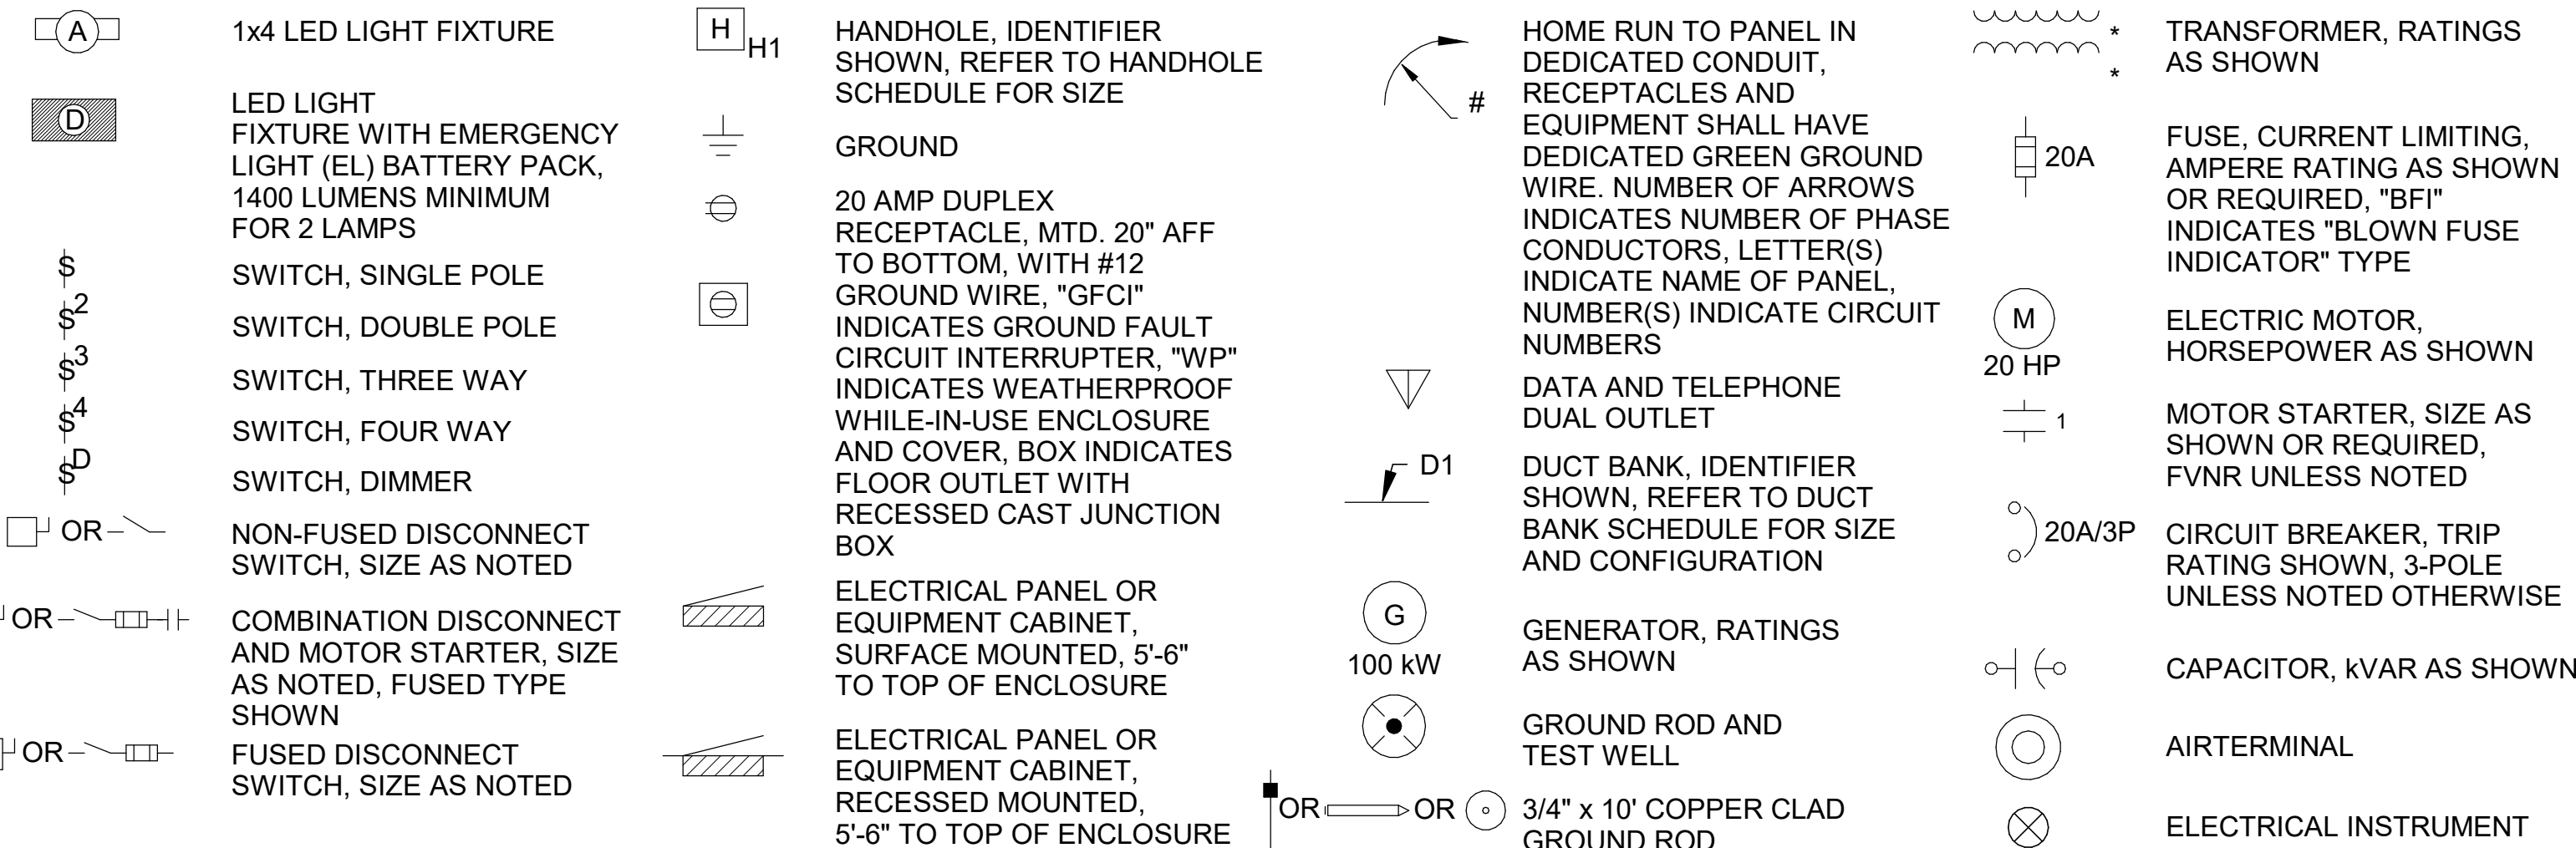 A
1x4 LED LIGHT FIXTURE
D
LED LIGHT
FIXTURE WITH EMERGENCY
LIGHT (EL) BATTERY PACK,
1400 LUMENS MINIMUM
FOR 2 LAMPS
$
SWITCH, SINGLE POLE
$2
SWITCH, DOUBLE POLE
$3
SWITCH, THREE WAY
$4
SWITCH, FOUR WAY
$D
SWITCH, DIMMER
OR
NON-FUSED DISCONNECT
SWITCH, SIZE AS NOTED
OR
COMBINATION DISCONNECT
AND MOTOR STARTER, SIZE
AS NOTED, FUSED TYPE
SHOWN
OR
FUSED DISCONNECT
SWITCH, SIZE AS NOTED
H
H1
HANDHOLE, IDENTIFIER
SHOWN, REFER TO HANDHOLE
SCHEDULE FOR SIZE
GROUND
20 AMP DUPLEX
RECEPTACLE, MTD. 20" AFF
TO BOTTOM, WITH #12
GROUND WIRE, "GFCI"
INDICATES GROUND FAULT
CIRCUIT INTERRUPTER, "WP"
INDICATES WEATHERPROOF
WHILE-IN-USE ENCLOSURE
AND COVER, BOX INDICATES
FLOOR OUTLET WITH
RECESSED CAST JUNCTION
BOX
ELECTRICAL PANEL OR
EQUIPMENT CABINET,
SURFACE MOUNTED, 5'-6"
TO TOP OF ENCLOSURE
ELECTRICAL PANEL OR
EQUIPMENT CABINET,
RECESSED MOUNTED,
5'-6" TO TOP OF ENCLOSURE
#
HOME RUN TO PANEL IN
DEDICATED CONDUIT,
RECEPTACLES AND
EQUIPMENT SHALL HAVE
DEDICATED GREEN GROUND
WIRE. NUMBER OF ARROWS
INDICATES NUMBER OF PHASE
CONDUCTORS, LETTER(S)
INDICATE NAME OF PANEL,
NUMBER(S) INDICATE CIRCUIT
NUMBERS
DATA AND TELEPHONE
DUAL OUTLET
D1
DUCT BANK, IDENTIFIER
SHOWN, REFER TO DUCT
BANK SCHEDULE FOR SIZE
AND CONFIGURATION
G
100 kW
GENERATOR, RATINGS
AS SHOWN
GROUND ROD AND
TEST WELL
OR OR
3/4" x 10' COPPER CLAD
GROUND ROD
*
*
TRANSFORMER, RATINGS
AS SHOWN
20A
FUSE, CURRENT LIMITING,
AMPERE RATING AS SHOWN
OR REQUIRED, "BFI"
INDICATES "BLOWN FUSE
INDICATOR" TYPE
M
20 HP
ELECTRIC MOTOR,
HORSEPOWER AS SHOWN
1
MOTOR STARTER, SIZE AS
SHOWN OR REQUIRED,
FVNR UNLESS NOTED
20A/3P
CIRCUIT BREAKER, TRIP
RATING SHOWN, 3-POLE
UNLESS NOTED OTHERWISE
CAPACITOR, kVAR AS SHOWN
AIRTERMINAL
ELECTRICAL INSTRUMENT